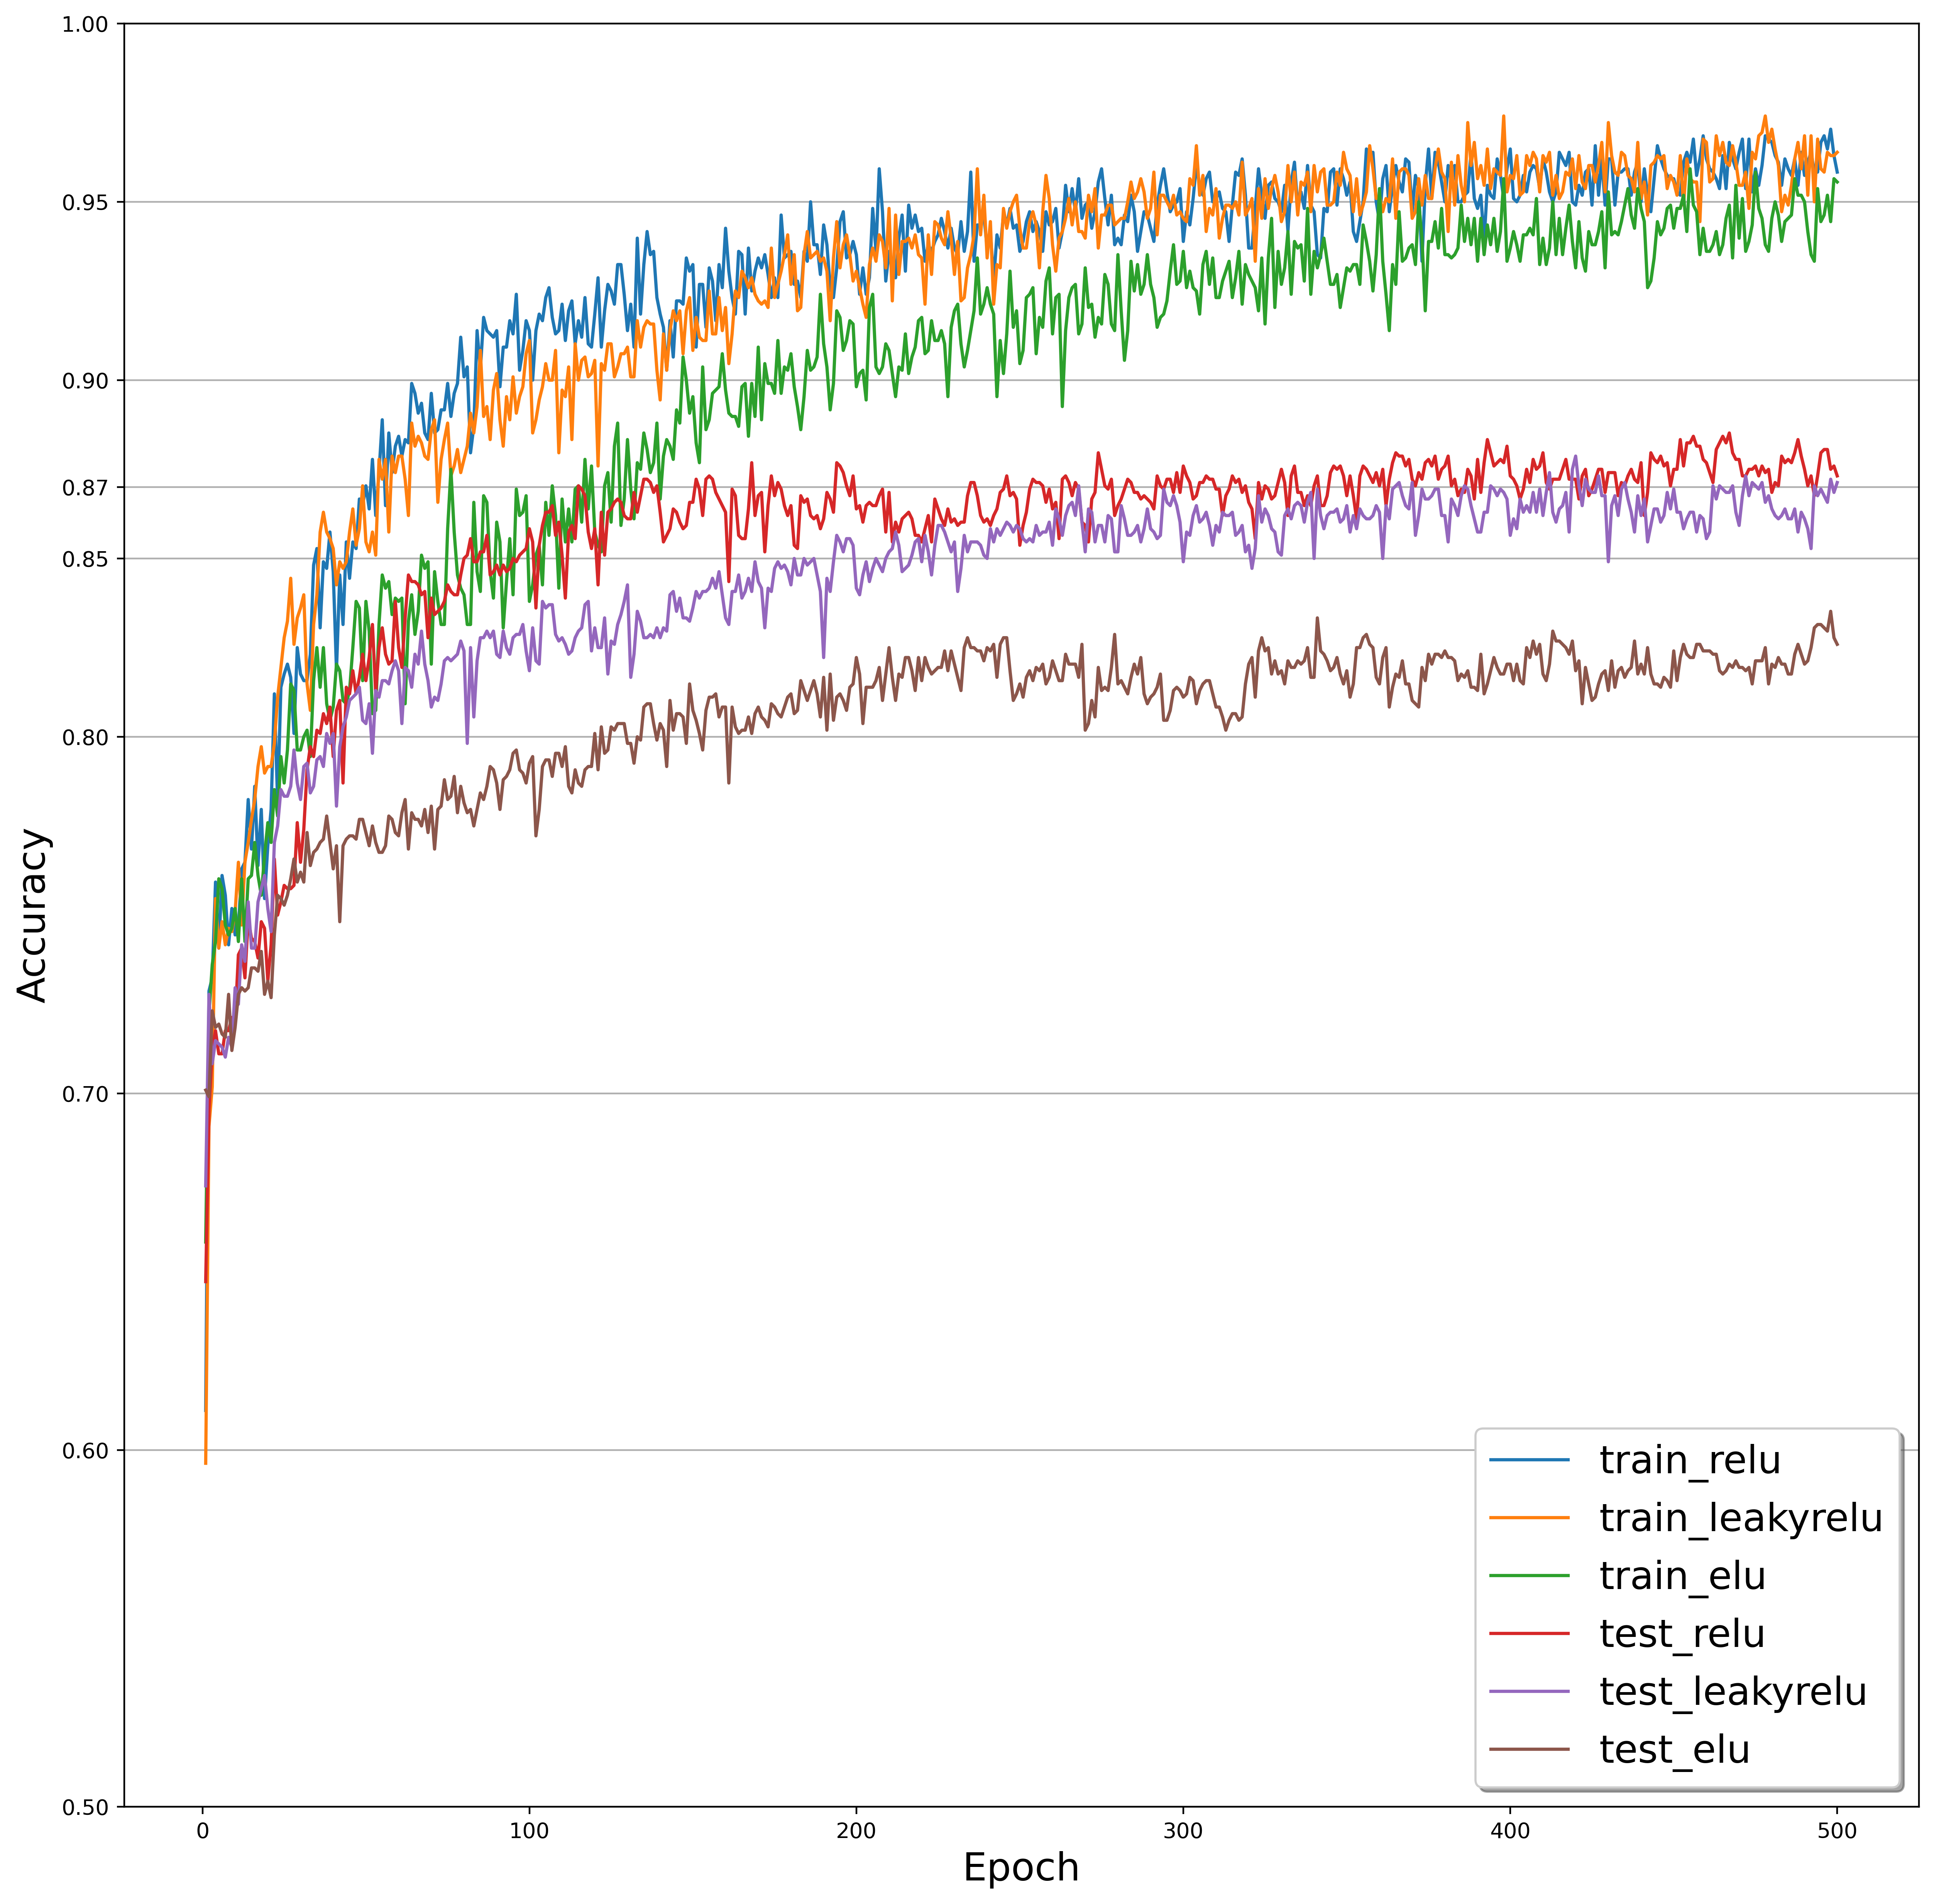 1.00
0.95
0.90
0.87
0.85
0.80
0.70
0.60
0.50
Accuracy
0 100 200 300 400 500
Epoch
train_relu
train_leakyrelu
train_elu
test_relu
test_leakyrelu
test_elu